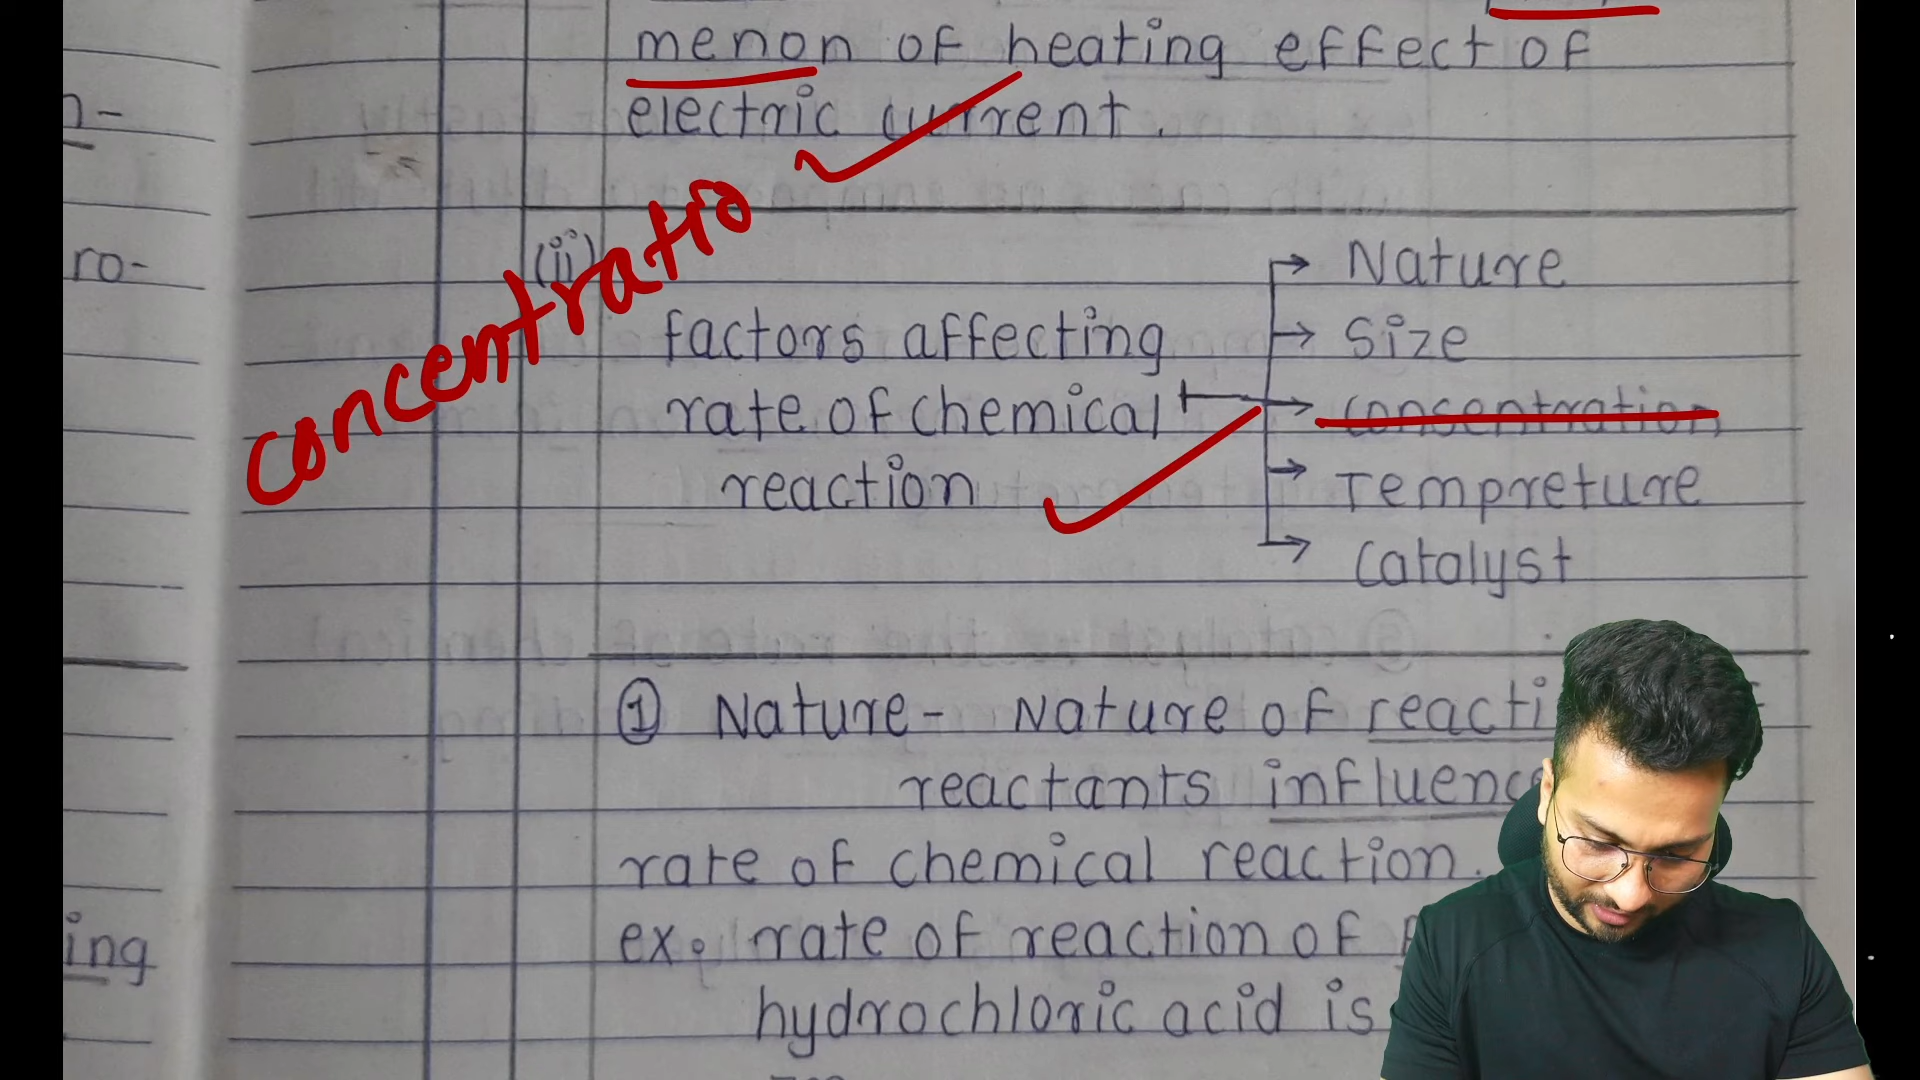 menon of heating effect of
electric current.
n-
ro-
concentratio
(ii)
factors affecting
rate of chemical
reaction
Nature
Size
Consentration
Tempreture
Catalyst
① Nature- Nature of reacti
reactants influenc
rate of chemical reaction.
ex. rate of reaction of
hydrochloric acid is
ing